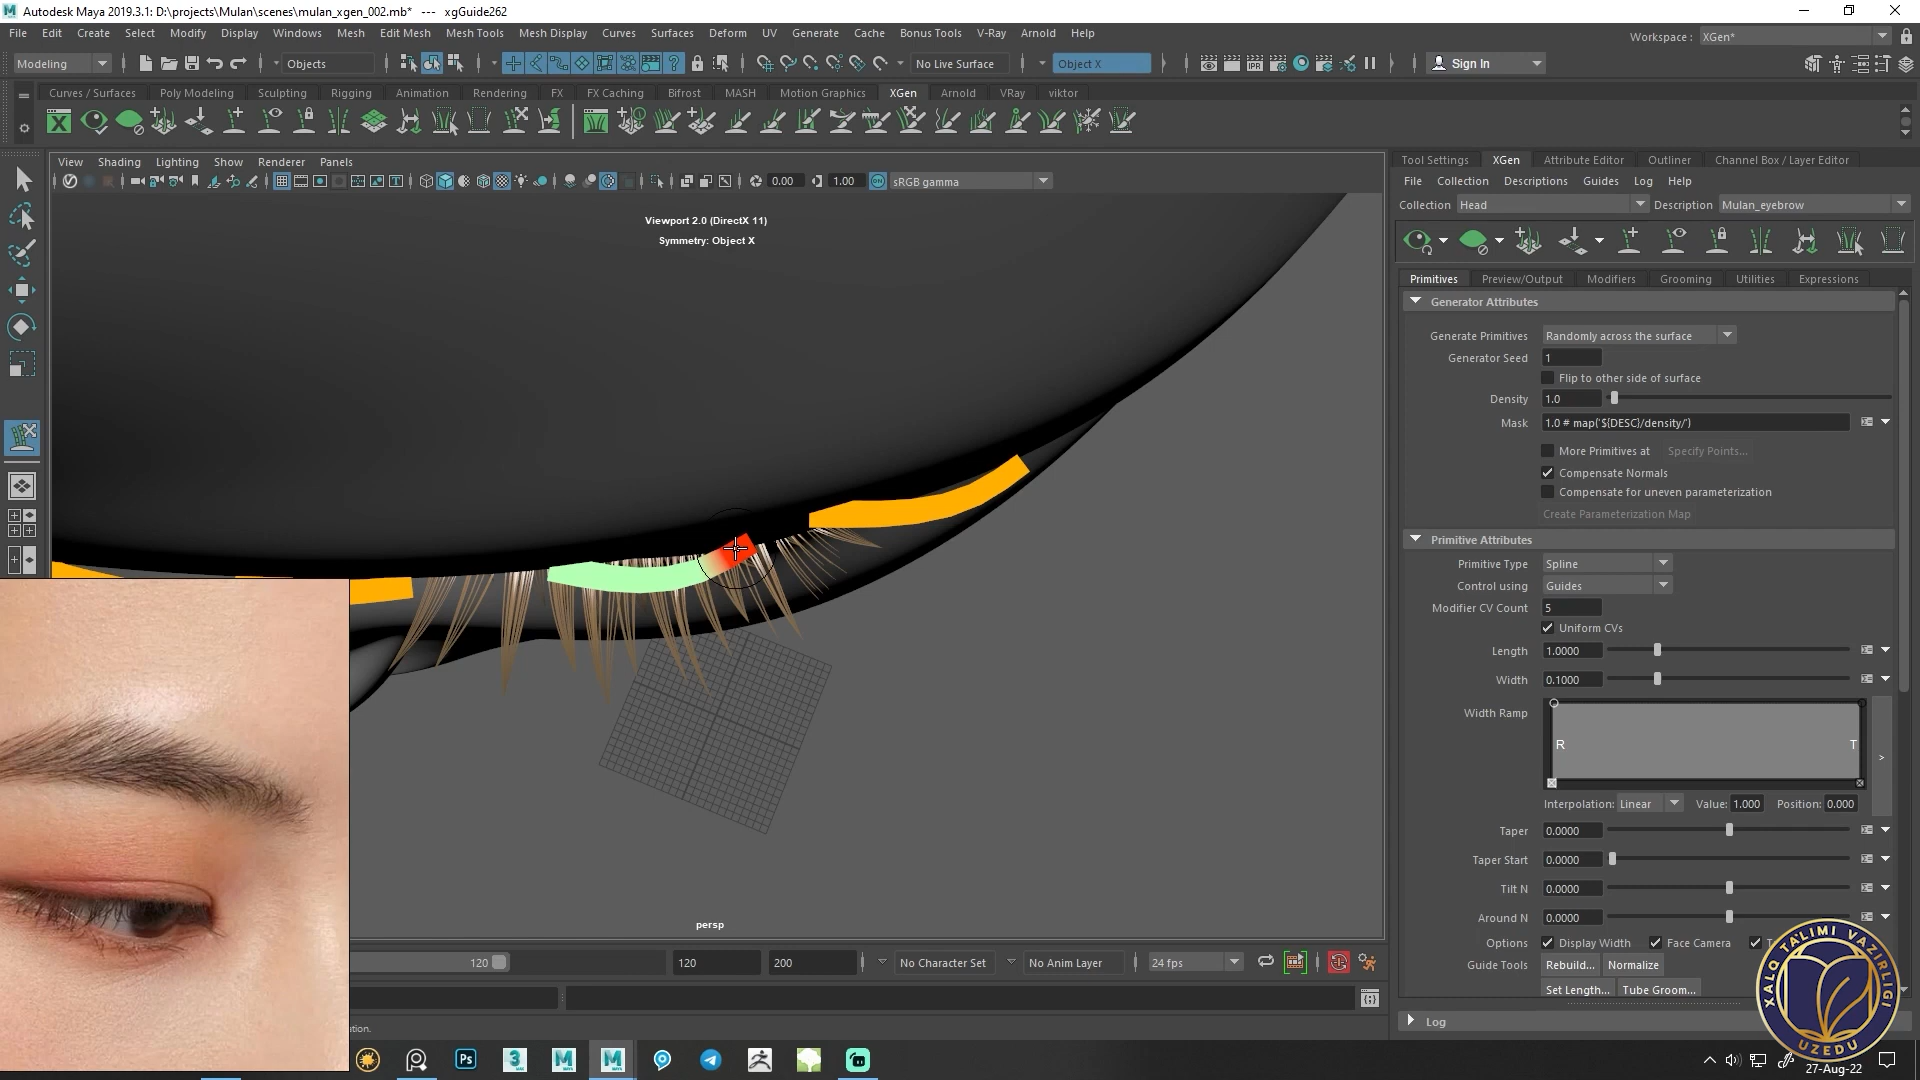 Autodesk Maya 2019.3.1: D:\projects\Mulan\scenes\mulan_xgen_002.mb*   ---   xgGuide262
File Edit Create Select Modify Display Windows Mesh Edit Mesh Mesh Tools Mesh Display Curves Surfaces Deform UV Generate Cache Bonus Tools V-Ray Arnold Help
Workspace : XGen*
Modeling Objects No Live Surface Object X Sign In
Curves / Surfaces Poly Modeling Sculpting Rigging Animation Rendering FX FX Caching Bifrost MASH Motion Graphics XGen Arnold VRay viktor
View Shading Lighting Show Renderer Panels
0.00 1.00 sRGB gamma
Viewport 2.0 (DirectX 11)
Symmetry: Object X
persp
Tool Settings XGen Attribute Editor Outliner Channel Box / Layer Editor
File Collection Descriptions Guides Log Help
Collection Head Description Mulan_eyebrow
Primitives Preview/Output Modifiers Grooming Utilities Expressions
Generator Attributes
Generate Primitives Randomly across the surface
Generator Seed 1
Flip to other side of surface
Density 1.0
Mask 1.0 # map('${DESC}/density/')
More Primitives at Specify Points...
Compensate Normals
Compensate for uneven parameterization
Create Parameterization Map
Primitive Attributes
Primitive Type Spline
Control using Guides
Modifier CV Count 5
Uniform CVs
Length 1.0000
Width 0.1000
Width Ramp
R T
Interpolation: Linear Value: 1.000 Position: 0.000
Taper 0.0000
Taper Start 0.0000
Tilt N 0.0000
Around N 0.0000
Options Display Width Face Camera
Guide Tools Rebuild... Normalize
Set Length... Tube Groom...
Log
120 120 200 No Character Set No Anim Layer 24 fps
tion.
XALQ TA'LIMI VAZIRLIGI
UZEDU
27-Aug-22